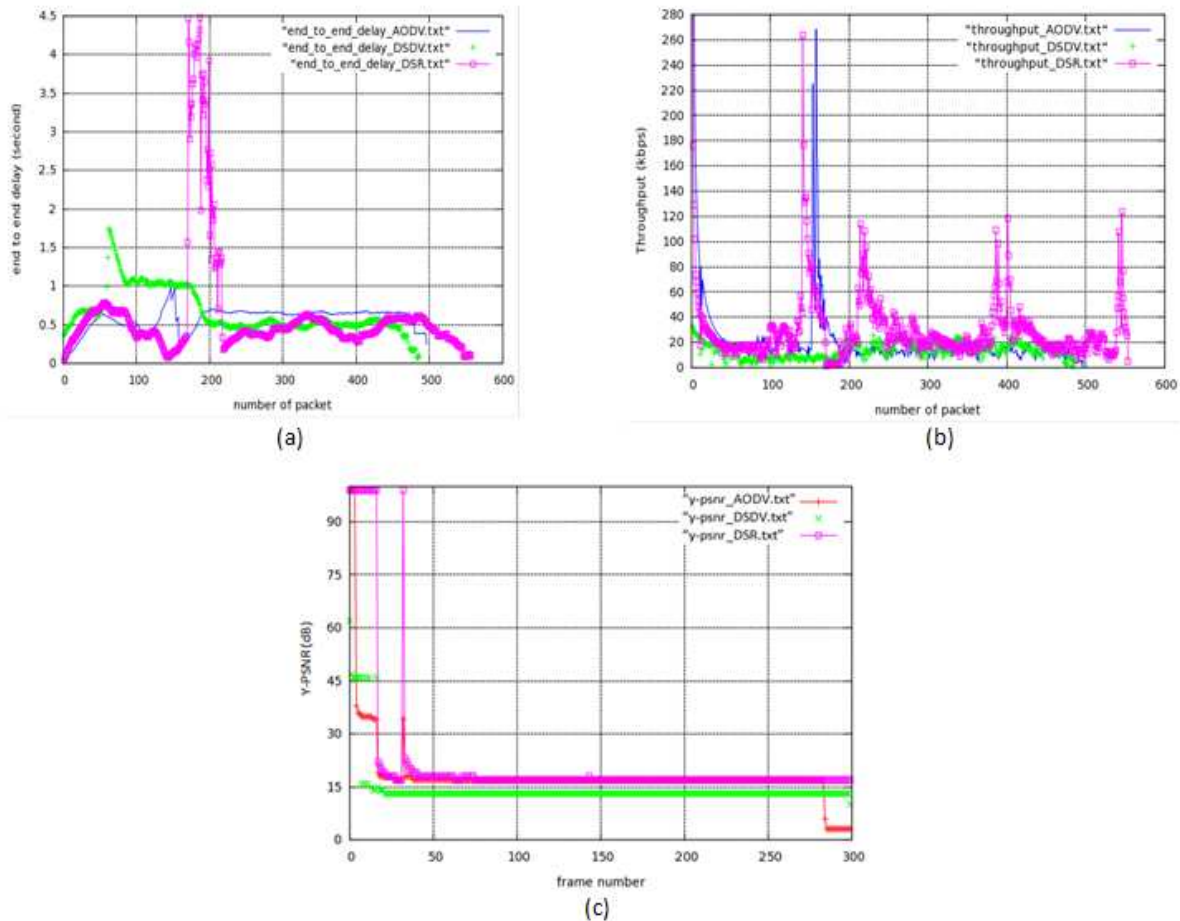 4.5
4
3.5
3
2.5
2
1.5
1
0.5
0
end to end delay (second)
"end_to_end_delay_AODV.txt"
"end_to_end_delay_DSDV.txt"
"end_to_end_delay_DSR.txt"
0 100 200 300 400 500 600
number of packet
(a)
280
260
240
220
200
180
160
140
120
100
80
60
40
20
0
Throughput (kbps)
"throughput_AODV.txt"
"throughput_DSDV.txt"
"throughput_DSR.txt"
0 100 200 300 400 500 600
number of packet
(b)
90
75
60
45
30
15
0
Y-PSNR(dB)
"y-psnr_AODV.txt"
"y-psnr_DSDV.txt"
"y-psnr_DSR.txt"
0 50 100 150 200 250 300
frame number
(c)